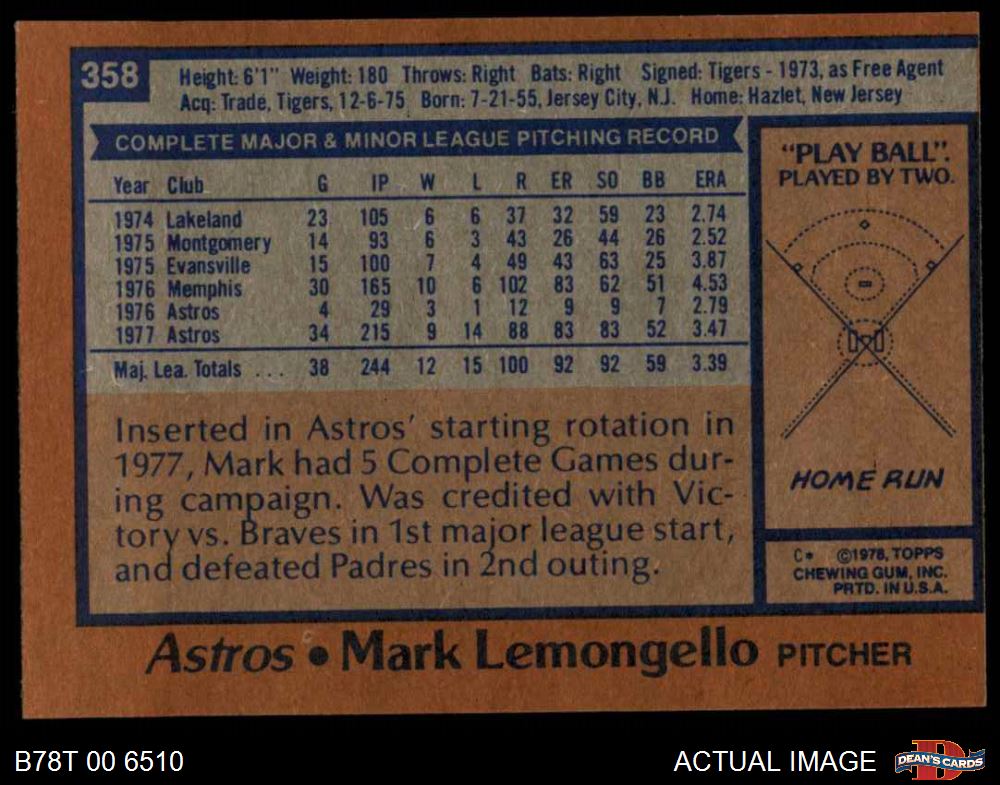 358
Height: 6'1" Weight: 180 Throws: Right Bats: Right Signed: Tigers - 1973, as Free Agent
Acq: Trade, Tigers, 12-6-75 Born: 7-21-55, Jersey City, N.J. Home: Hazlet, New Jersey
COMPLETE MAJOR & MINOR LEAGUE PITCHING RECORD
Year Club G IP W L R ER SO BB ERA
1974 Lakeland 23 105 6 6 37 32 59 23 2.74
1975 Montgomery 14 93 6 3 43 26 44 26 2.52
1975 Evansville 15 100 7 4 49 43 63 25 3.87
1976 Memphis 30 165 10 6 102 83 62 51 4.53
1976 Astros 4 29 3 1 12 9 9 7 2.79
1977 Astros 34 215 9 14 88 83 83 52 3.47
Maj. Lea. Totals ... 38 244 12 15 100 92 92 59 3.39
Inserted in Astros' starting rotation in
1977, Mark had 5 Complete Games dur-
ing campaign. Was credited with Vic-
tory vs. Braves in 1st major league start,
and defeated Padres in 2nd outing.
"PLAY BALL".
PLAYED BY TWO.
HOME RUN
C* ©1978, TOPPS
CHEWING GUM, INC.
PRTD. IN U.S.A.
Astros • Mark Lemongello PITCHER
B78T 00 6510
ACTUAL IMAGE
D
DEAN'S CARDS